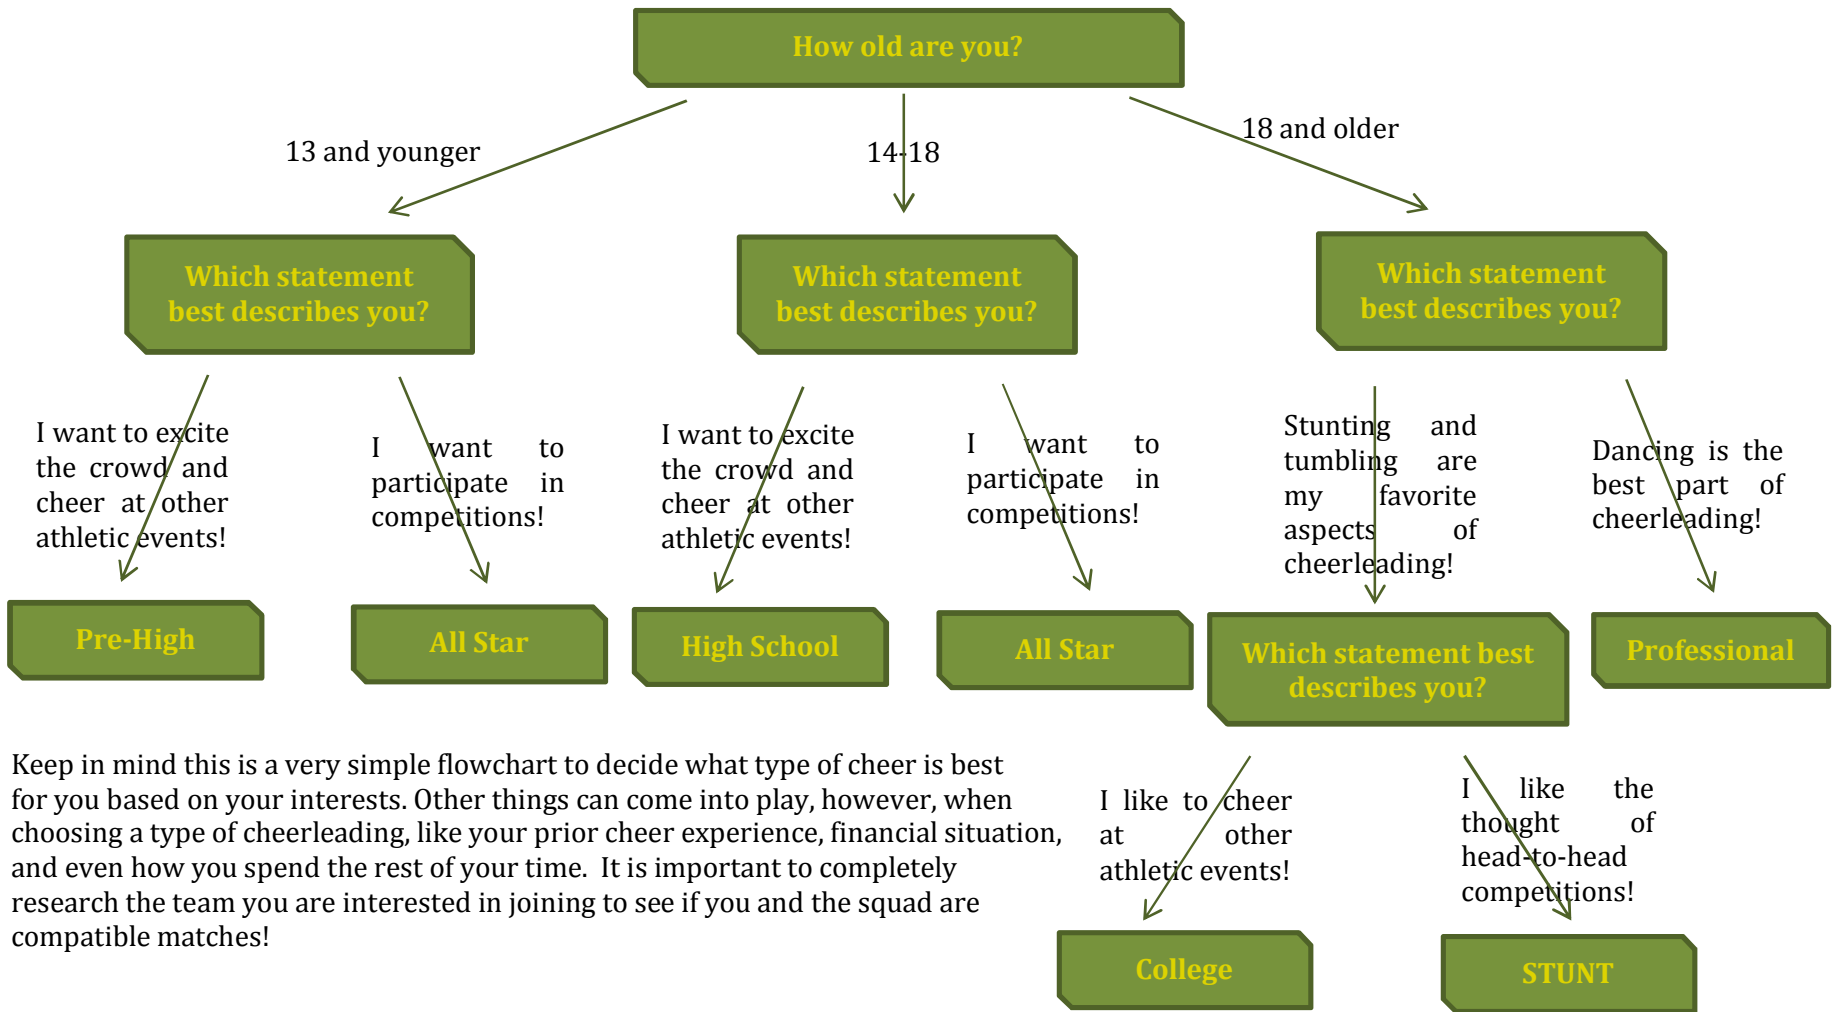 How old are you?
13 and younger
14-18
18 and older
Which statement
best describes you?
Which statement
best describes you?
Which statement
best describes you?
I want to excite
the crowd and
cheer at other
athletic events!
I want to
participate in
competitions!
I want to excite
the crowd and
cheer at other
athletic events!
I want to
participate in
competitions!
Stunting and
tumbling are
my favorite
aspects of
cheerleading!
Dancing is the
best part of
cheerleading!
Pre-High
All Star
High School
All Star
Which statement best
describes you?
Professional
Keep in mind this is a very simple flowchart to decide what type of cheer is best
for you based on your interests. Other things can come into play, however, when
choosing a type of cheerleading, like your prior cheer experience, financial situation,
and even how you spend the rest of your time. It is important to completely
research the team you are interested in joining to see if you and the squad are
compatible matches!
I like to cheer
at other
athletic events!
I like the
thought of
head-to-head
competitions!
College
STUNT